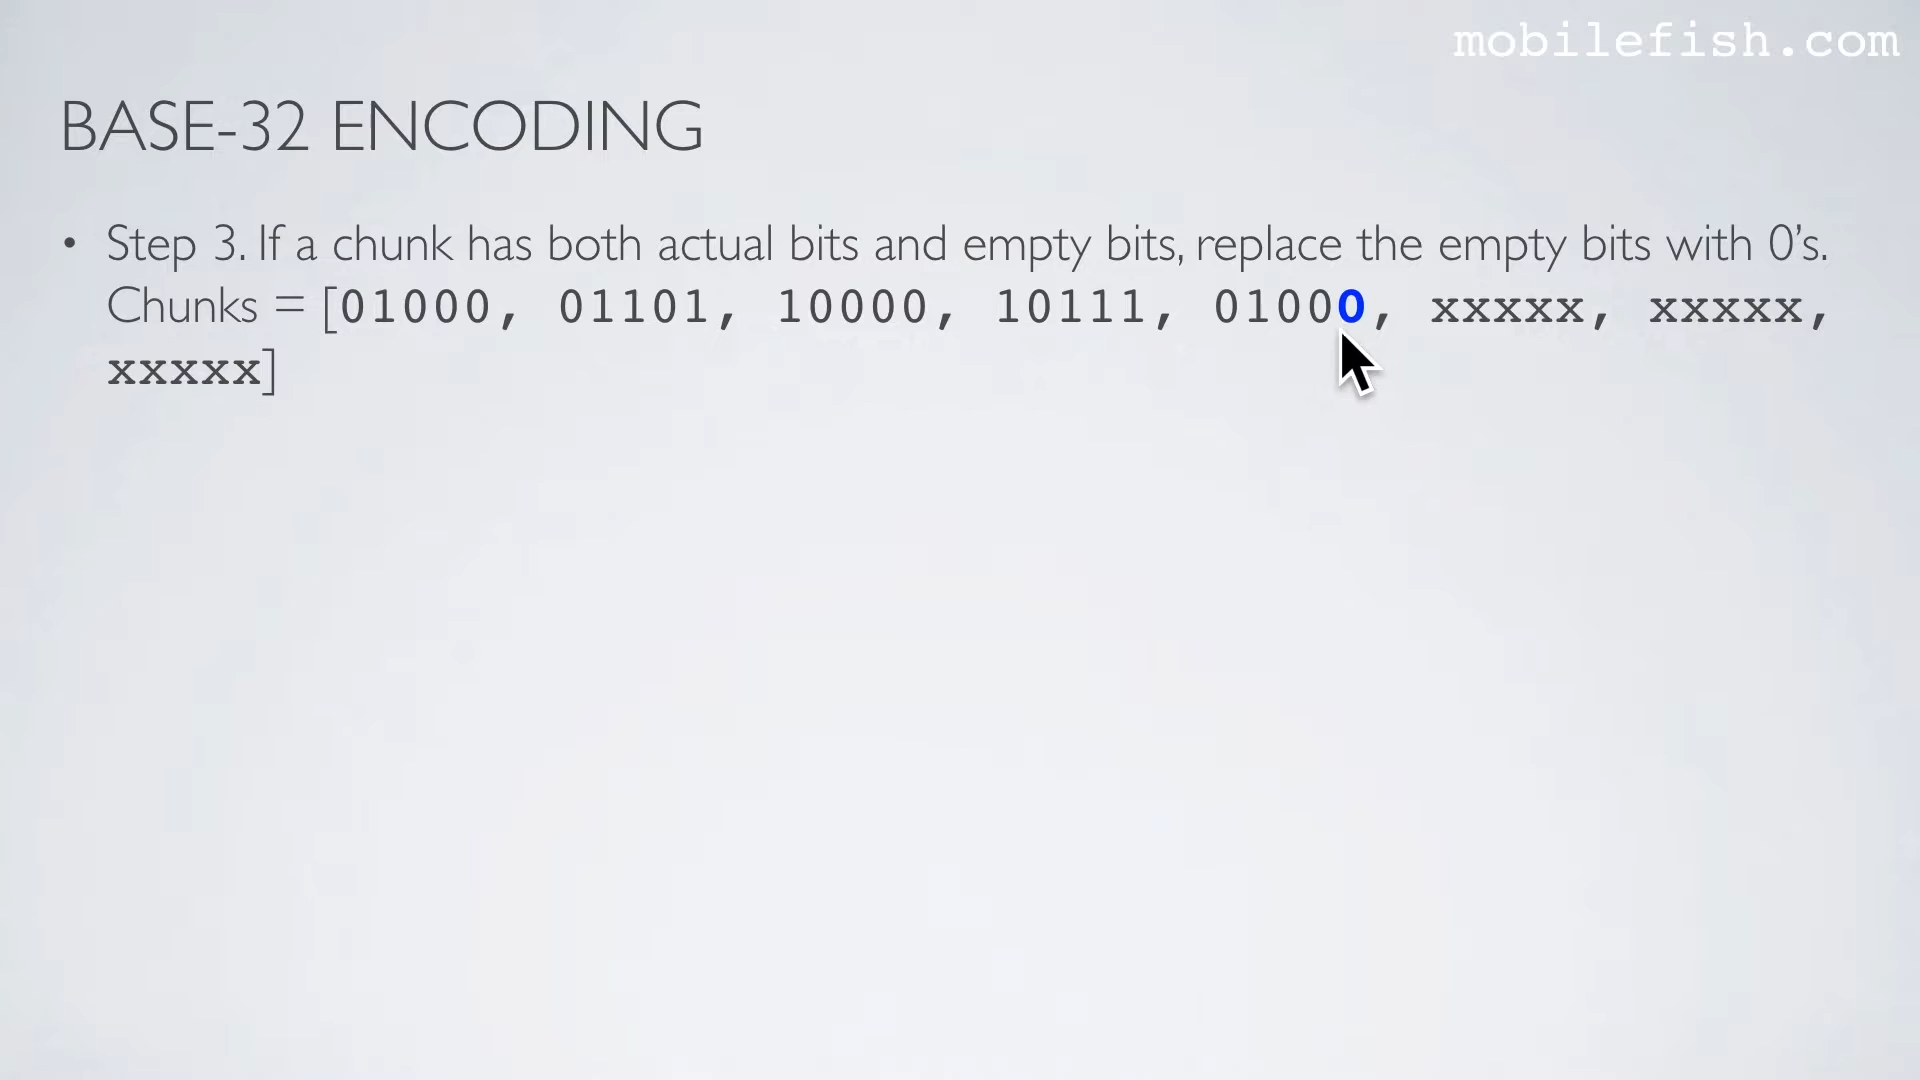 mobilefish.com
BASE-32 ENCODING
• Step 3. If a chunk has both actual bits and empty bits, replace the empty bits with 0’s.
Chunks = [01000, 01101, 10000, 10111, 01000, xxxxx, xxxxx,
xxxxx]